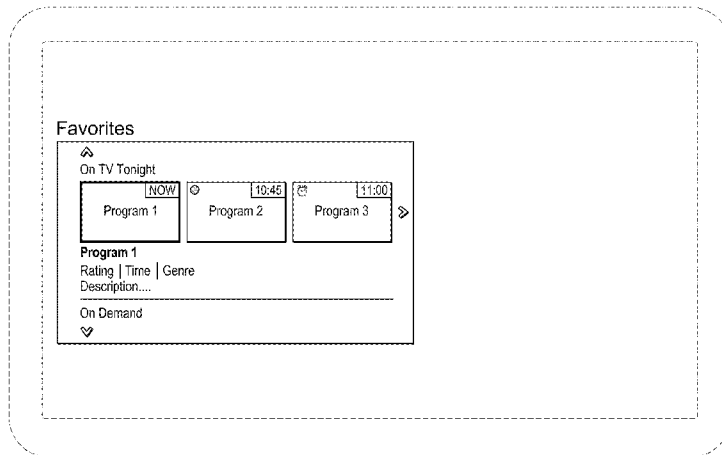 Favorites
On TV Tonight
NOW 10:45 11:00
Program 1 Program 2 Program 3
Program 1
Rating | Time | Genre
Description....
On Demand